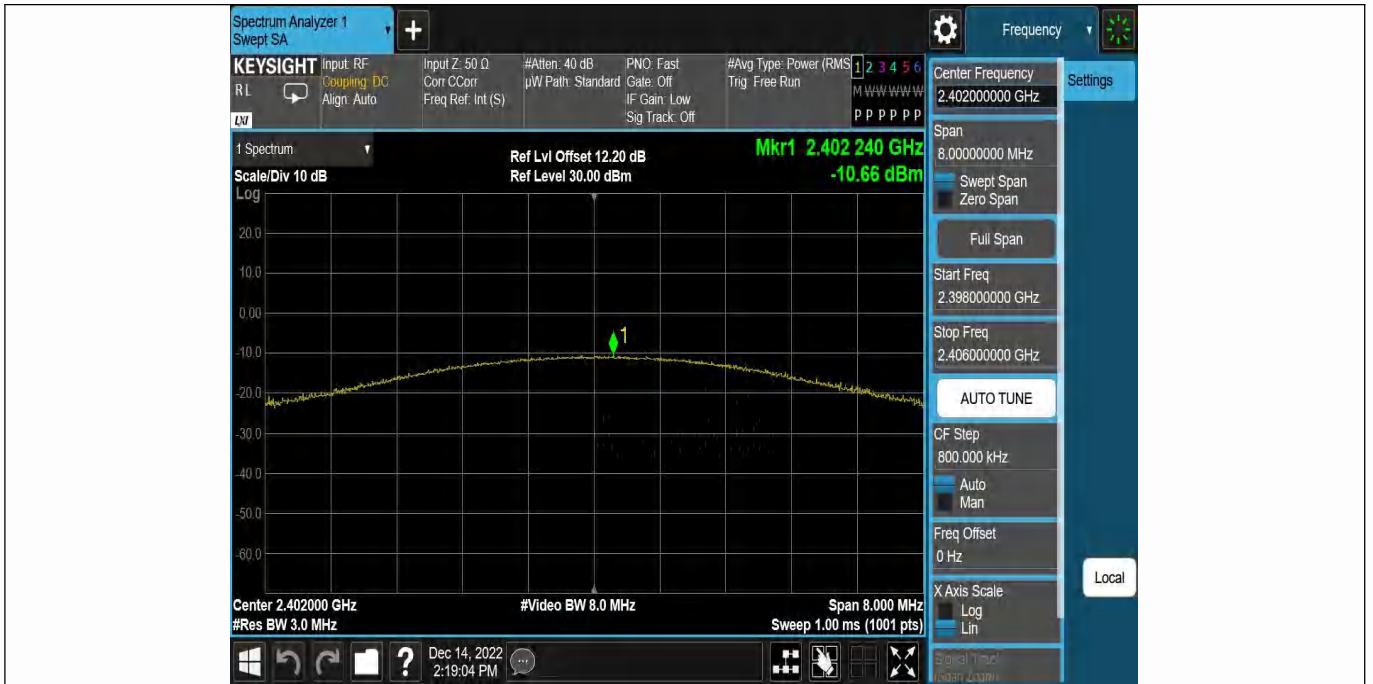 Spectrum Analyzer 1
Swept SA
+
Frequency
KEYSIGHT
RL
LXI
Input: RF
Coupling: DC
Align: Auto
Input Z: 50 Ω
Corr CCorr
Freq Ref: Int (S)
#Atten: 40 dB
µW Path: Standard
PNO: Fast
Gate: Off
IF Gain: Low
Sig Track: Off
#Avg Type: Power (RMS
Trig: Free Run
1 2 3 4 5 6
M W W W W W
P P P P P P
1 Spectrum
Scale/Div 10 dB
Ref Lvl Offset 12.20 dB
Ref Level 30.00 dBm
Mkr1 2.402 240 GHz
-10.66 dBm
Log
20.0
10.0
0.00
-10.0
-20.0
-30.0
-40.0
-50.0
-60.0
1
Center 2.402000 GHz
#Res BW 3.0 MHz
#Video BW 8.0 MHz
Span 8.000 MHz
Sweep 1.00 ms (1001 pts)
Center Frequency
2.402000000 GHz
Settings
Span
8.00000000 MHz
Swept Span
Zero Span
Full Span
Start Freq
2.398000000 GHz
Stop Freq
2.406000000 GHz
AUTO TUNE
CF Step
800.000 kHz
Auto
Man
Freq Offset
0 Hz
X Axis Scale
Log
Lin
Signal Track
(Span Zoom)
Local
?
Dec 14, 2022
2:19:04 PM